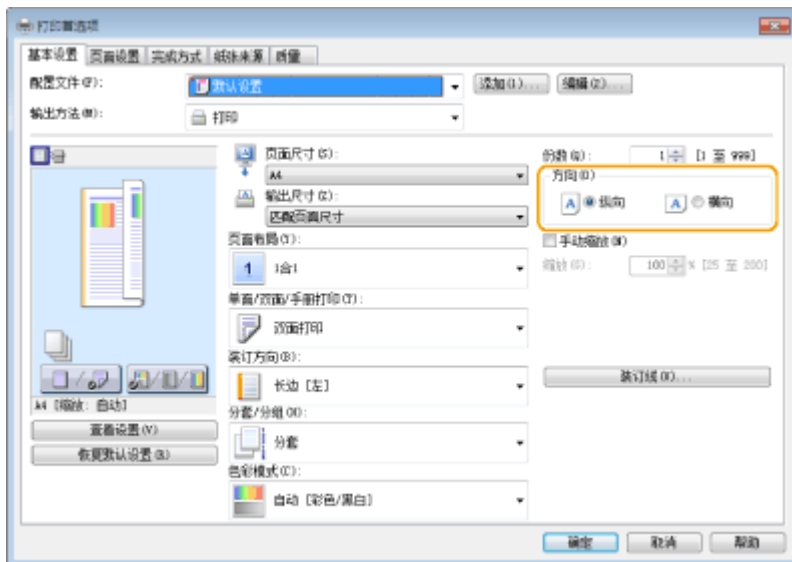 打印首选项
基本设置 页面设置 完成方式 纸张来源 质量
配置文件(F): 默认设置 添加(1)... 编辑(Z)...
输出方法(M): 打印
页面尺寸(S): 份数(Q): 1 [1 至 999]
A4 方向(O)
输出尺寸(Z): A 纵向 A 横向
匹配页面尺寸
页面布局(Y): 手动缩放(N)
1 1合1 缩放(G): 100 % [25 至 200]
单面/双面/手册打印(T):
双面打印
装订方向(B):
A4 [缩放: 自动] 长边 [左] 装订线(X)...
查看设置(V) 分套/分组(X):
恢复默认设置(R) 分套
色彩模式(C):
自动 [彩色/黑白]
确定 取消 帮助